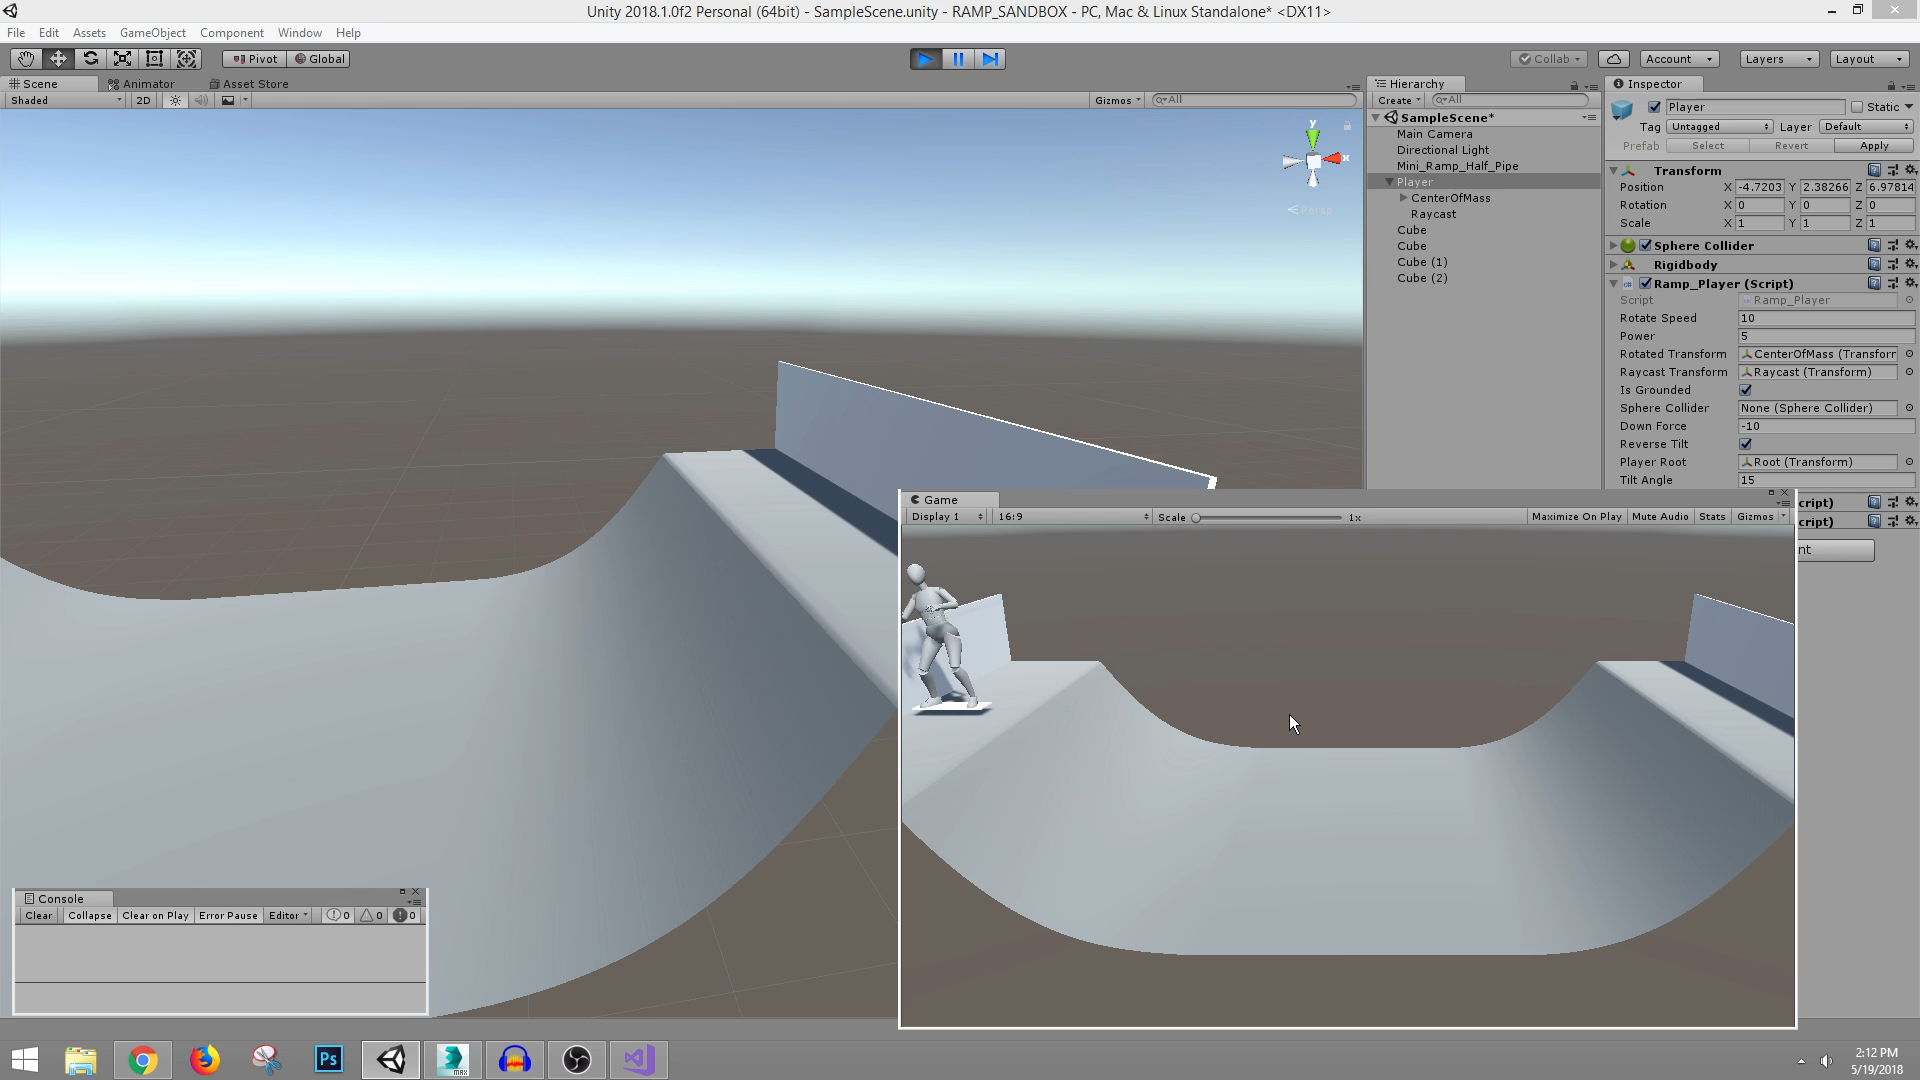 Unity 2018.1.0f2 Personal (64bit) - SampleScene.unity - RAMP_SANDBOX - PC, Mac & Linux Standalone* <DX11>
File Edit Assets GameObject Component Window Help
Pivot Global
Collab Account Layers Layout
Scene Animator Asset Store
Shaded 2D Gizmos All
y
x
Persp
Hierarchy
Create All
SampleScene*
Main Camera
Directional Light
Mini_Ramp_Half_Pipe
Player
CenterOfMass
Raycast
Cube
Cube
Cube (1)
Cube (2)
Inspector
Player Static
Tag Untagged Layer Default
Prefab Select Revert Apply
Transform
Position X -4.7203 Y 2.38266 Z 6.97814
Rotation X 0 Y 0 Z 0
Scale X 1 Y 1 Z 1
Sphere Collider
Rigidbody
Ramp_Player (Script)
Script Ramp_Player
Rotate Speed 10
Power 5
Rotated Transform CenterOfMass (Transforr
Raycast Transform Raycast (Transform)
Is Grounded
Sphere Collider None (Sphere Collider)
Down Force -10
Reverse Tilt
Player Root Root (Transform)
Tilt Angle 15
cript)
cript)
nt
Game
Display 1 16:9 Scale 1x Maximize On Play Mute Audio Stats Gizmos
Console
Clear Collapse Clear on Play Error Pause Editor 0 0 0
Ps
MAX
2:12 PM
5/19/2018